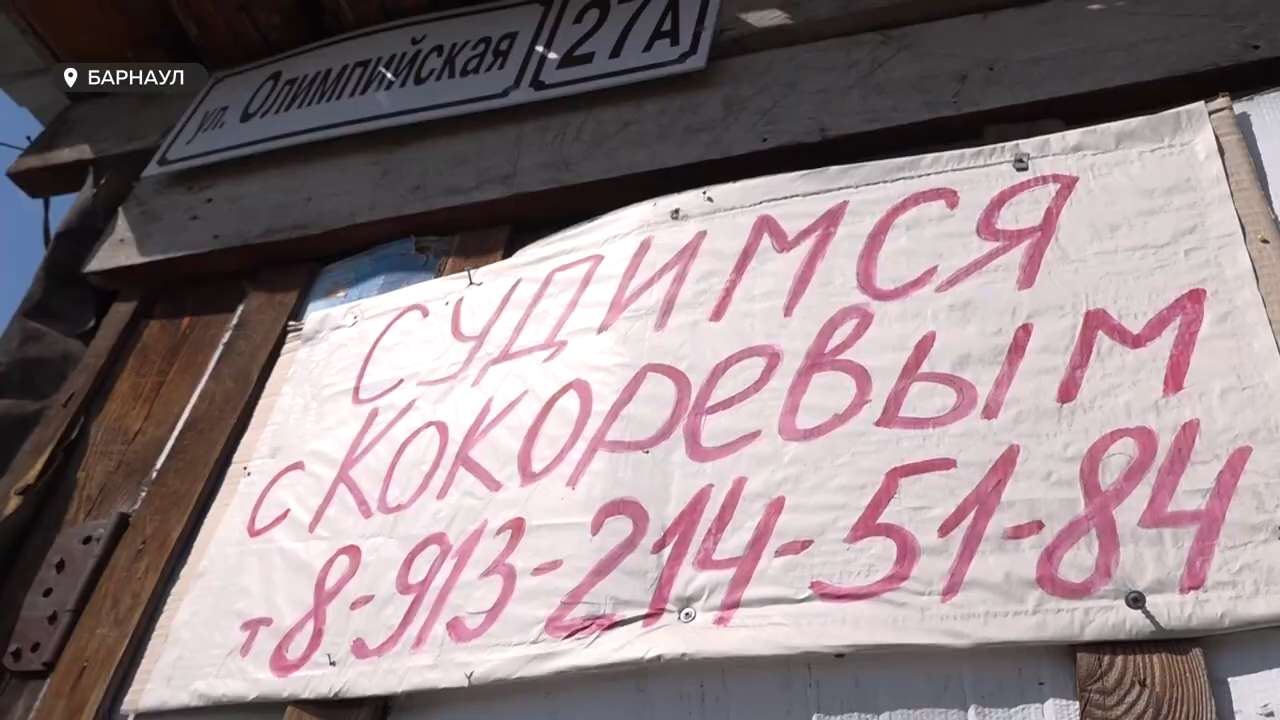 БАРНАУЛ
ул. Олимпийская 27А
СУДИМСЯ
с Кокоревым
т 8-913-214-51-84